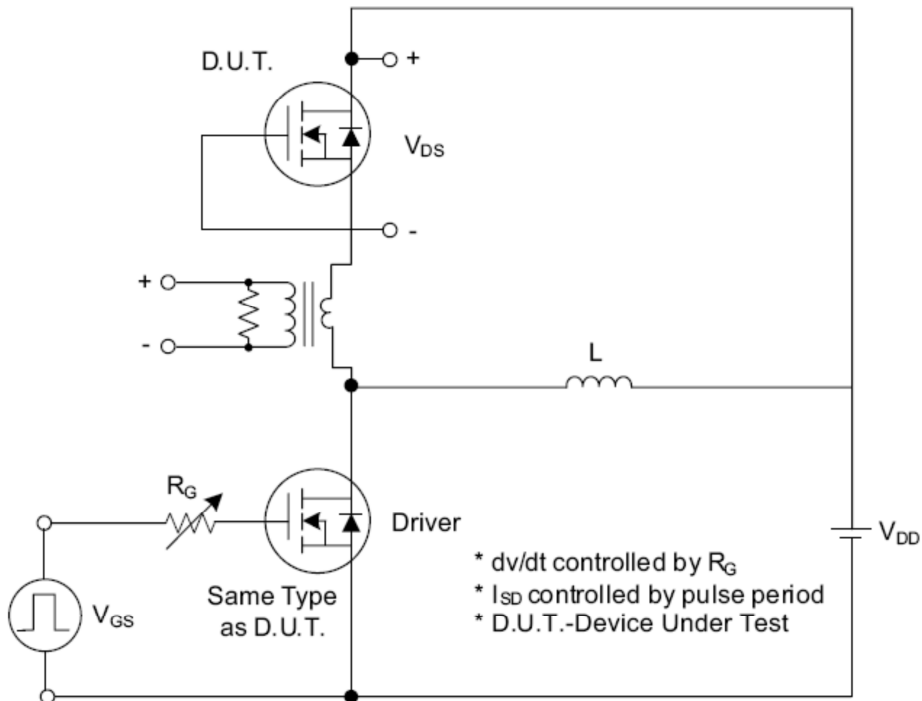 D.U.T.
+
VDS
-
+
-
L
RG
Driver
VDD
VGS
Same Type
as D.U.T.
* dv/dt controlled by RG
* ISD controlled by pulse period
* D.U.T.-Device Under Test